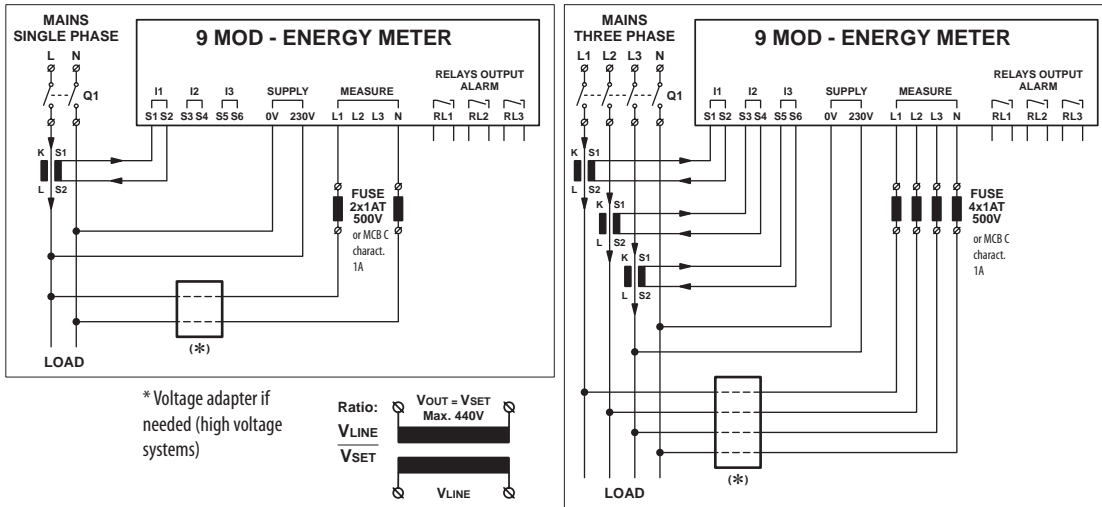 MAINS
SINGLE PHASE
L N
Q1
9 MOD - ENERGY METER
RELAYS OUTPUT
ALARM
I1 I2 I3 SUPPLY MEASURE
S1 S2 S3 S4 S5 S6 0V 230V L1 L2 L3 N RL1 RL2 RL3
K S1
L S2
FUSE
2x1AT
500V
or MCB C
charact.
1A
(*)
LOAD
* Voltage adapter if
needed (high voltage
systems)
Ratio:
VLINE
VSET
VOUT = VSET
Max. 440V
VLINE
MAINS
THREE PHASE
L1 L2 L3 N
Q1
9 MOD - ENERGY METER
RELAYS OUTPUT
ALARM
I1 I2 I3 SUPPLY MEASURE
S1 S2 S3 S4 S5 S6 0V 230V L1 L2 L3 N RL1 RL2 RL3
K S1
L S2
K S1
L S2
K S1
L S2
FUSE
4x1AT
500V
or MCB C
charact.
1A
(*)
LOAD